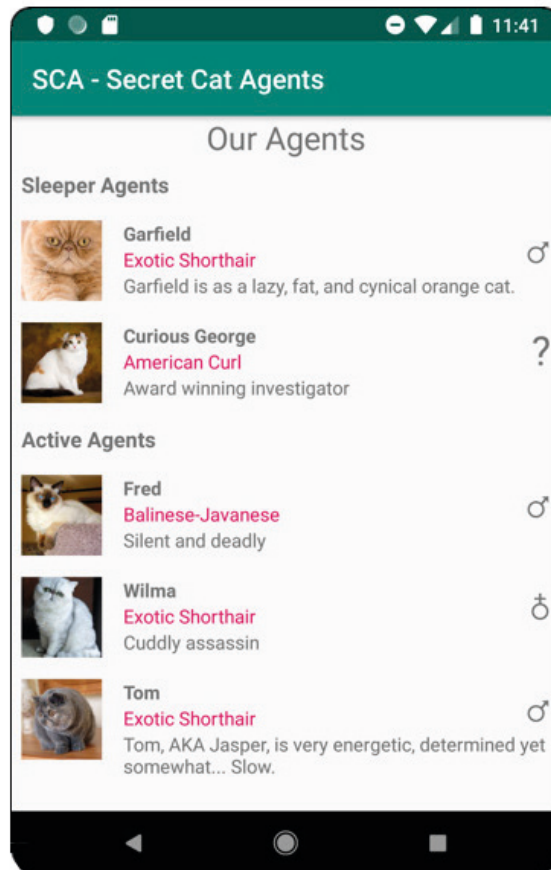 11:41
SCA - Secret Cat Agents
Our Agents
Sleeper Agents
Garfield
Exotic Shorthair
♂
Garfield is as a lazy, fat, and cynical orange cat.
Curious George
American Curl
?
Award winning investigator
Active Agents
Fred
Balinese-Javanese
♂
Silent and deadly
Wilma
Exotic Shorthair
♁
Cuddly assassin
Tom
Exotic Shorthair
♂
Tom, AKA Jasper, is very energetic, determined yet
somewhat... Slow.